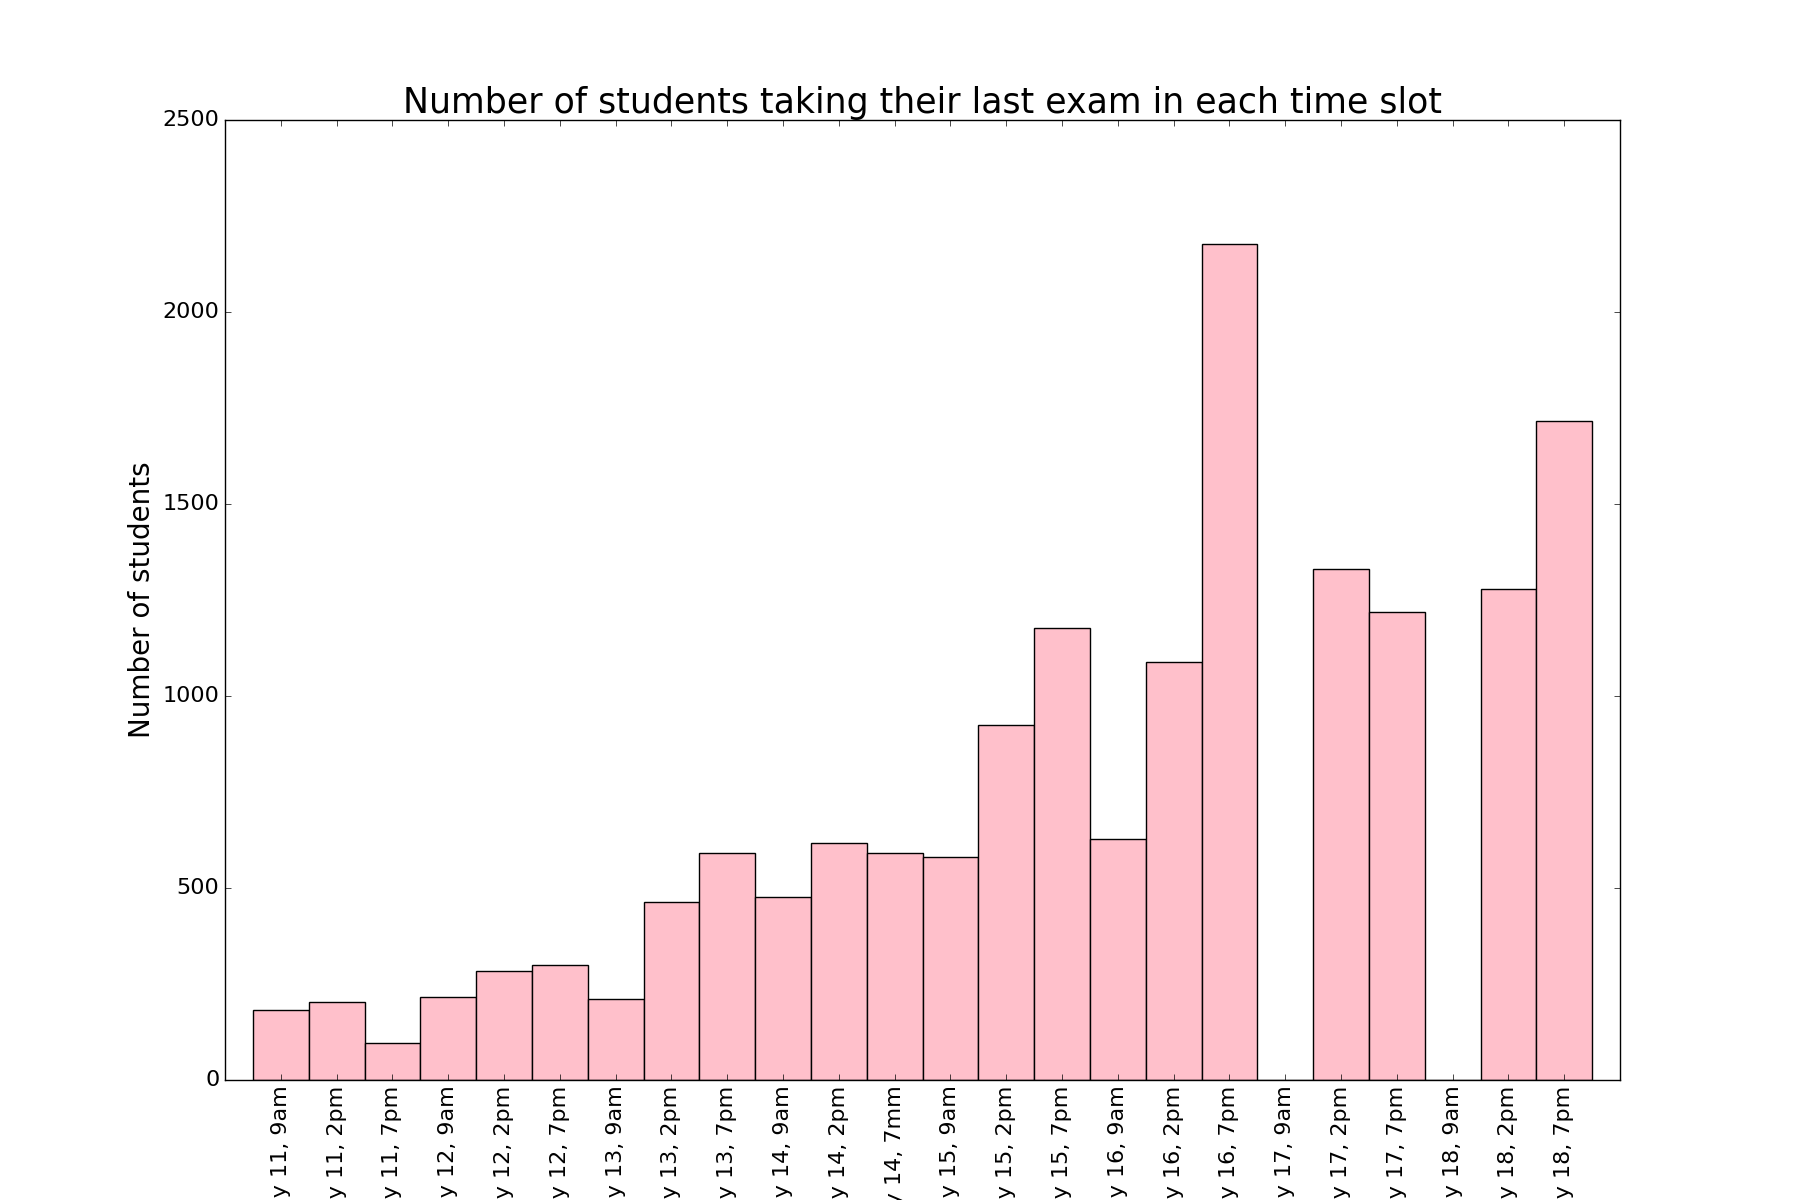 Number of students taking their last exam in each time slot
Number of students
2500
2000
1500
1000
500
0
y 11, 9am
y 11, 2pm
y 11, 7pm
y 12, 9am
y 12, 2pm
y 12, 7pm
y 13, 9am
y 13, 2pm
y 13, 7pm
y 14, 9am
y 14, 2pm
y 14, 7mm
y 15, 9am
y 15, 2pm
y 15, 7pm
y 16, 9am
y 16, 2pm
y 16, 7pm
y 17, 9am
y 17, 2pm
y 17, 7pm
y 18, 9am
y 18, 2pm
y 18, 7pm